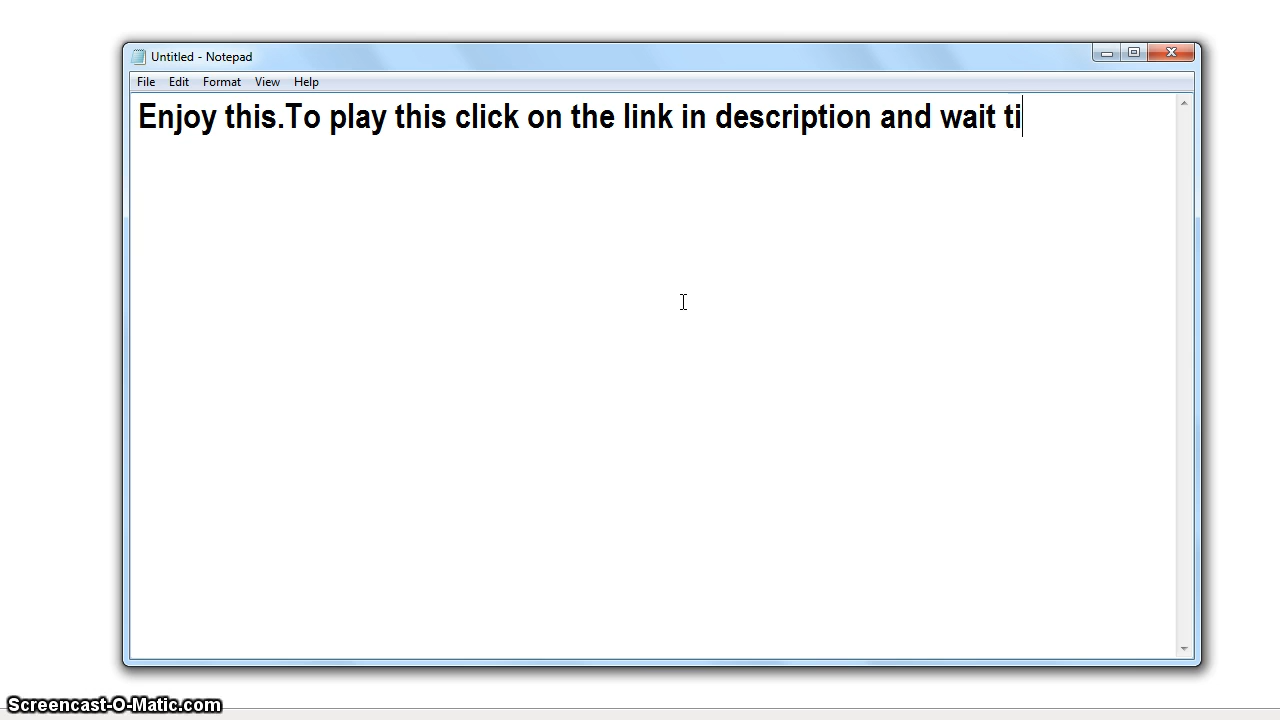 Untitled - Notepad
File Edit Format View Help
Enjoy this.To play this click on the link in description and wait ti
Screencast-O-Matic.com